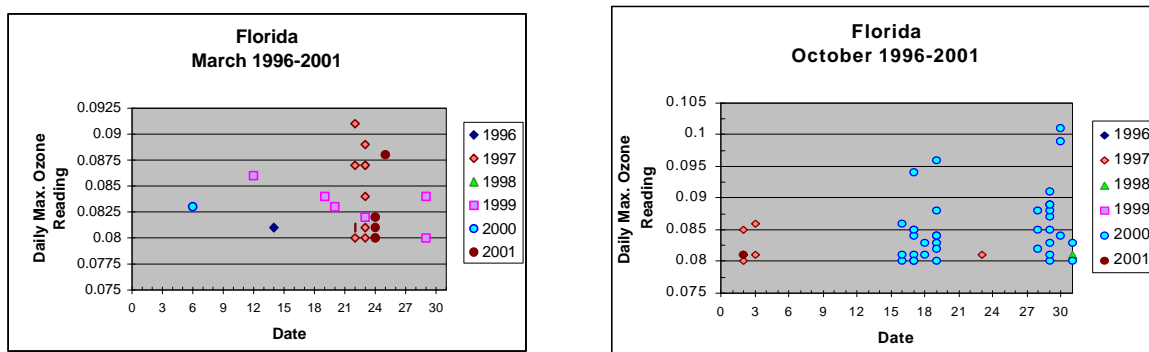 Florida
March 1996-2001
Daily Max. Ozone
Reading
0.0925
0.09
0.0875
0.085
0.0825
0.08
0.0775
0.075
0 3 6 9 12 15 18 21 24 27 30
Date
1996
1997
1998
1999
2000
2001
Florida
October 1996-2001
Daily Max. Ozone
Reading
0.105
0.1
0.095
0.09
0.085
0.08
0.075
0 3 6 9 12 15 18 21 24 27 30
Date
1996
1997
1998
1999
2000
2001